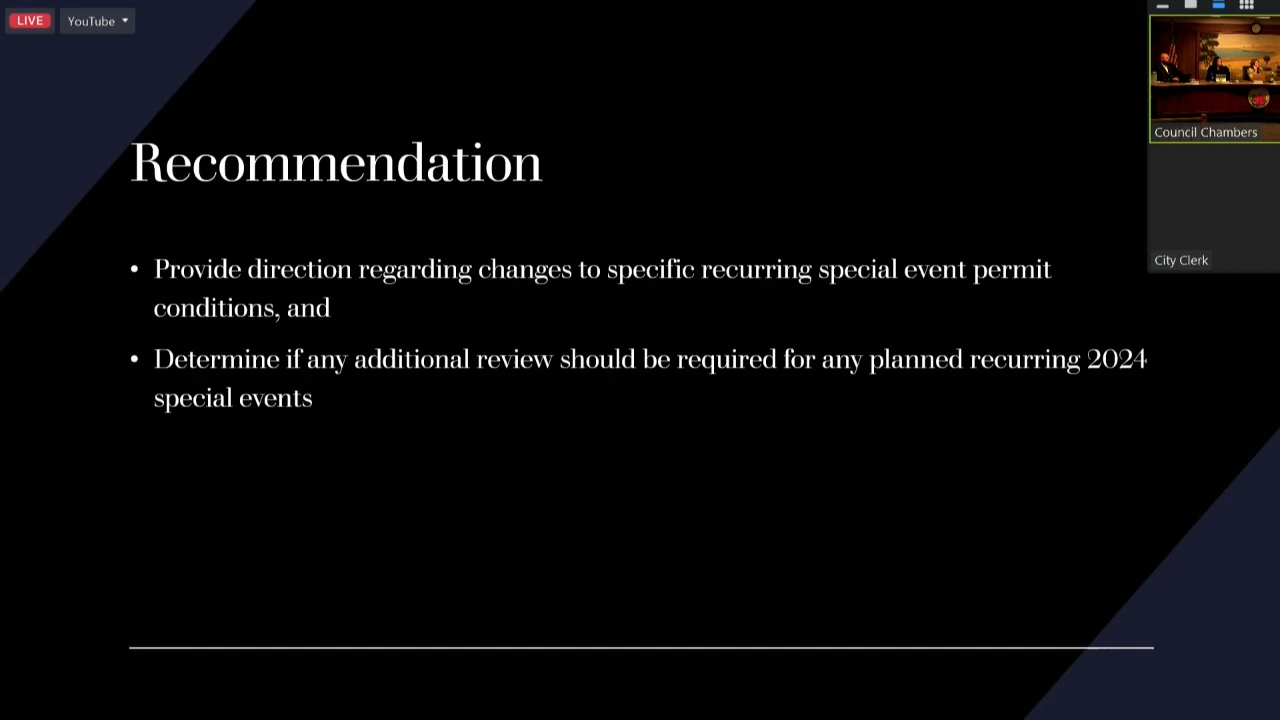 LIVE
YouTube
Council Chambers
City Clerk
Recommendation
• Provide direction regarding changes to specific recurring special event permit
conditions, and
• Determine if any additional review should be required for any planned recurring 2024
special events